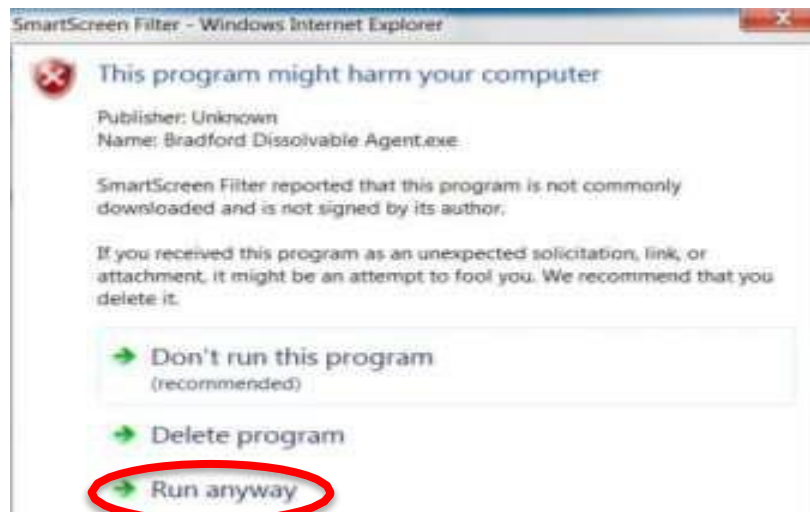 SmartScreen Filter - Windows Internet Explorer
This program might harm your computer
Publisher: Unknown
Name: Bradford Dissolvable Agent.exe
SmartScreen Filter reported that this program is not commonly
downloaded and is not signed by its author.
If you received this program as an unexpected solicitation, link, or
attachment, it might be an attempt to fool you. We recommend that you
delete it.
Don't run this program
(recommended)
Delete program
Run anyway